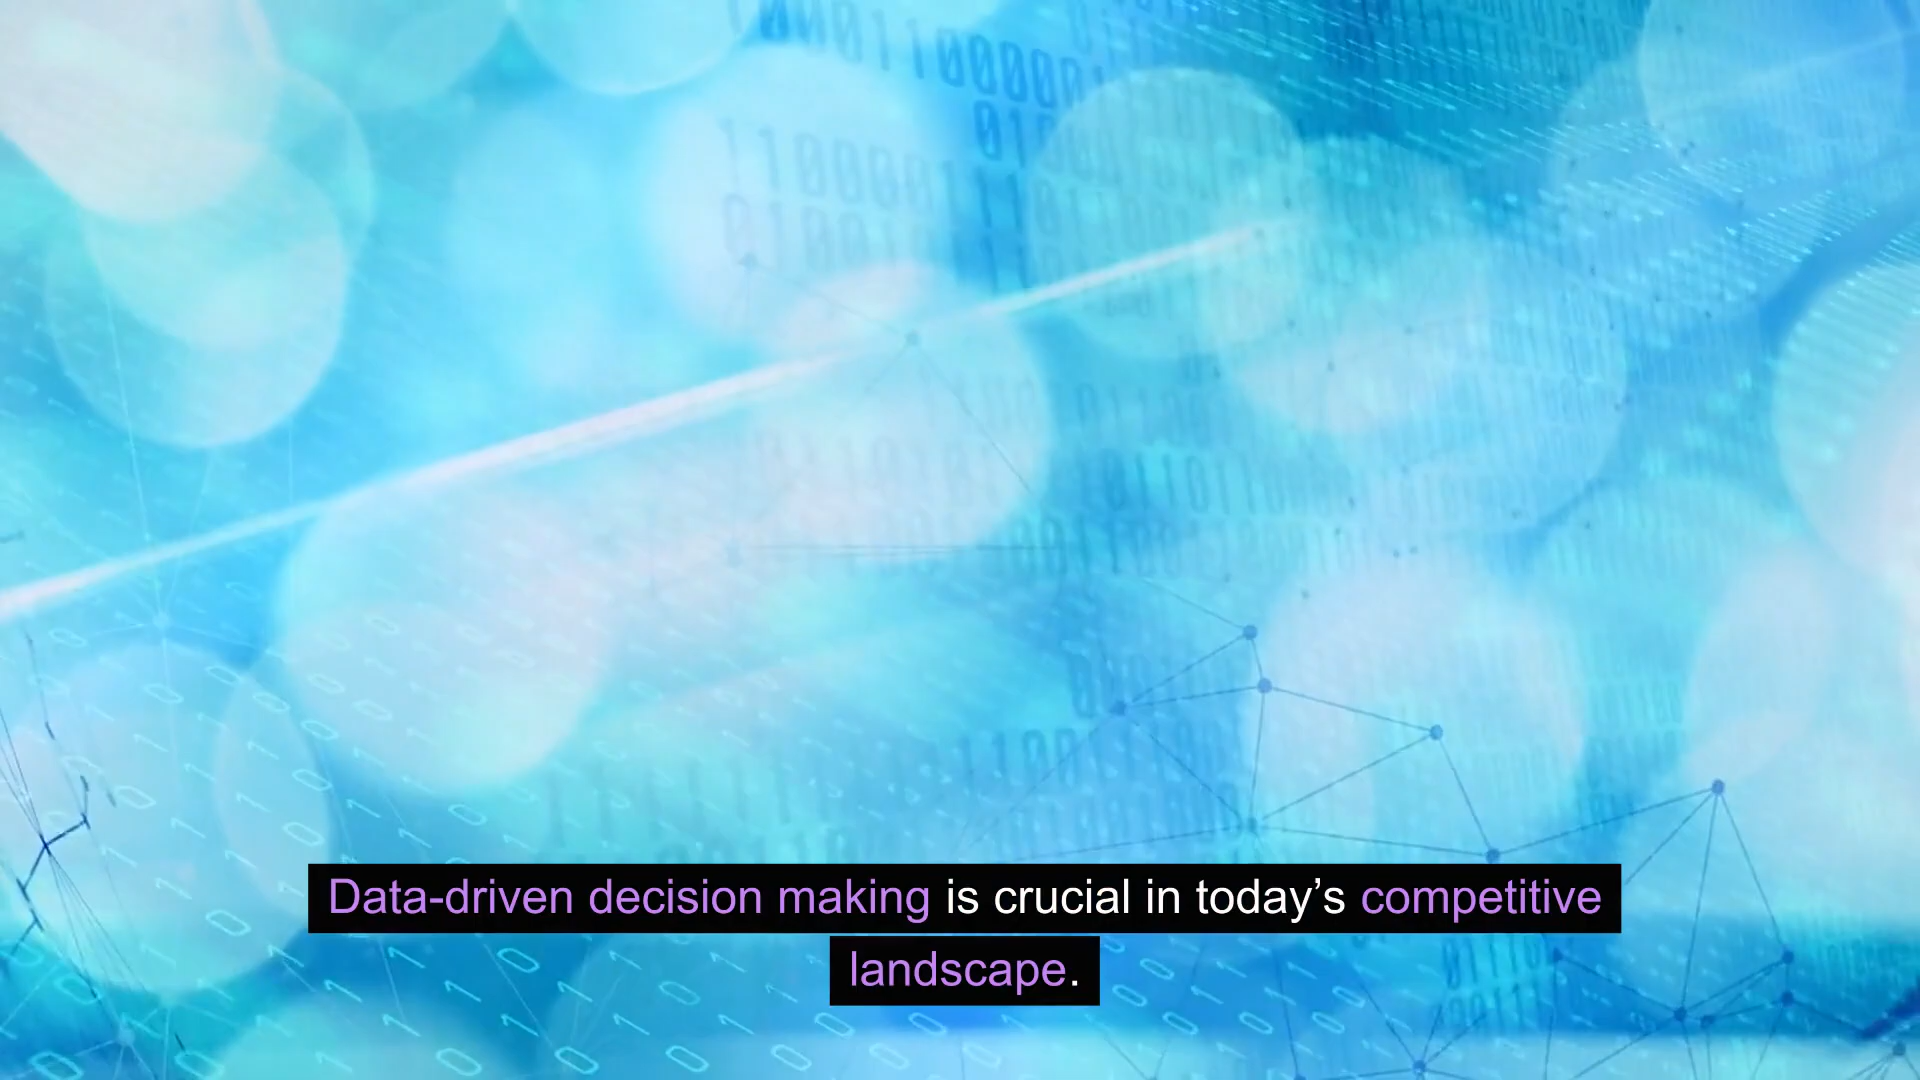 Data-driven decision making is crucial in today’s competitive
landscape.